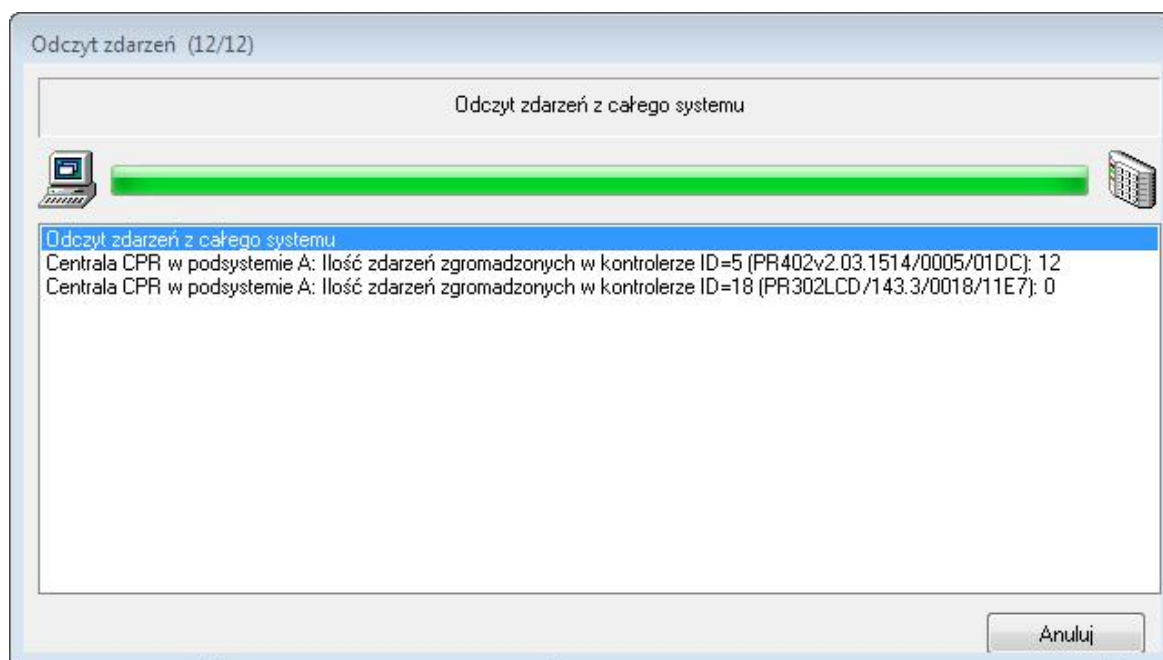 Odczyt zdarzeń (12/12)
Odczyt zdarzeń z całego systemu
Odczyt zdarzeń z całego systemu
Centrala CPR w podsystemie A: Ilość zdarzeń zgromadzonych w kontrolerze ID=5 (PR402v2.03.1514/0005/01DC): 12
Centrala CPR w podsystemie A: Ilość zdarzeń zgromadzonych w kontrolerze ID=18 (PR302LCD/143.3/0018/11E7): 0
Anuluj